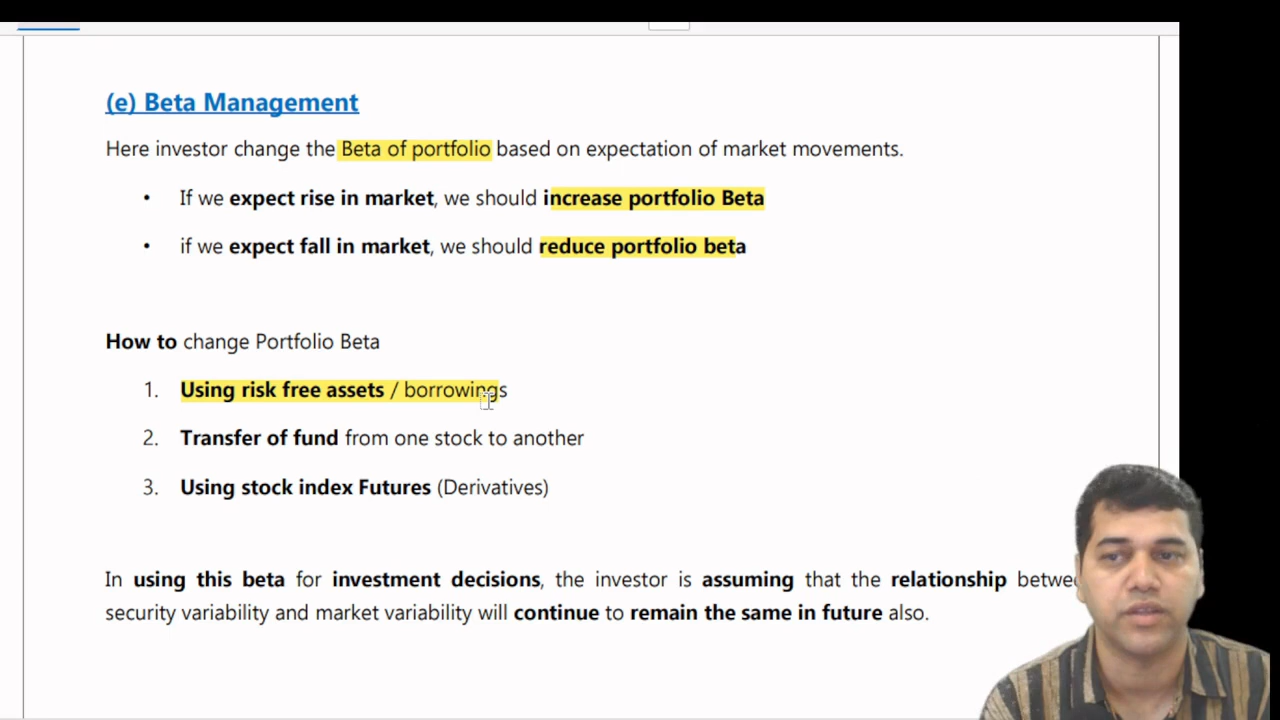 (e) Beta Management
Here investor change the Beta of portfolio based on expectation of market movements.
• If we expect rise in market, we should increase portfolio Beta
• if we expect fall in market, we should reduce portfolio beta
How to change Portfolio Beta
1. Using risk free assets / borrowings
2. Transfer of fund from one stock to another
3. Using stock index Futures (Derivatives)
In using this beta for investment decisions, the investor is assuming that the relationship
security variability and market variability will continue to remain the same in future also.